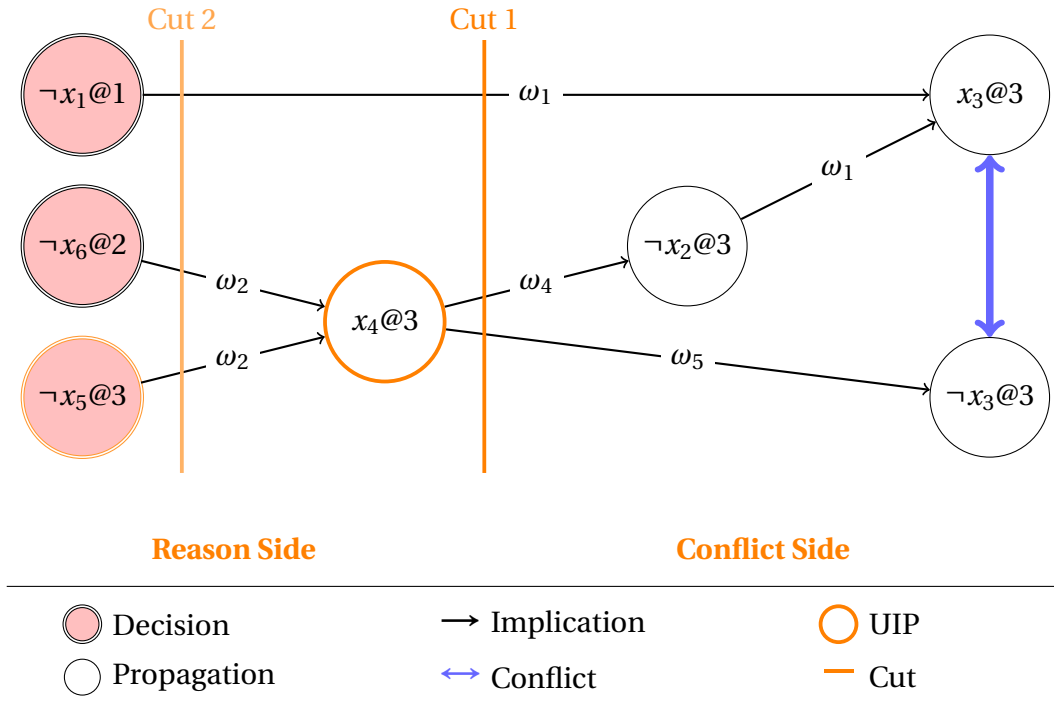 Cut 2
Cut 1
¬x₁@1
ω₁
x₃@3
ω₁
¬x₆@2
¬x₂@3
ω₂
ω₄
x₄@3
ω₂
ω₅
¬x₅@3
¬x₃@3
Reason Side
Conflict Side
Decision
Implication
UIP
Propagation
Conflict
Cut